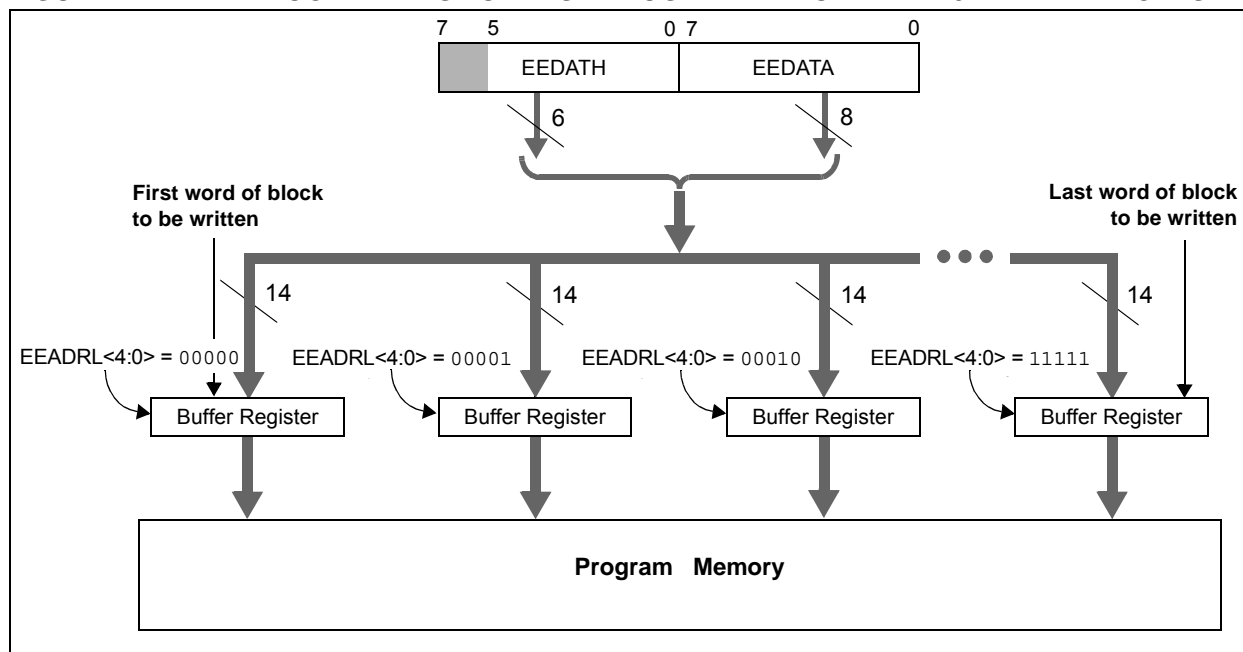 7 5 0 7 0
EEDATH EEDATA
6 8
First word of block
to be written
Last word of block
to be written
14 14 14 14
EEADRL<4:0> = 00000 EEADRL<4:0> = 00001 EEADRL<4:0> = 00010 EEADRL<4:0> = 11111
Buffer Register Buffer Register Buffer Register Buffer Register
Program Memory